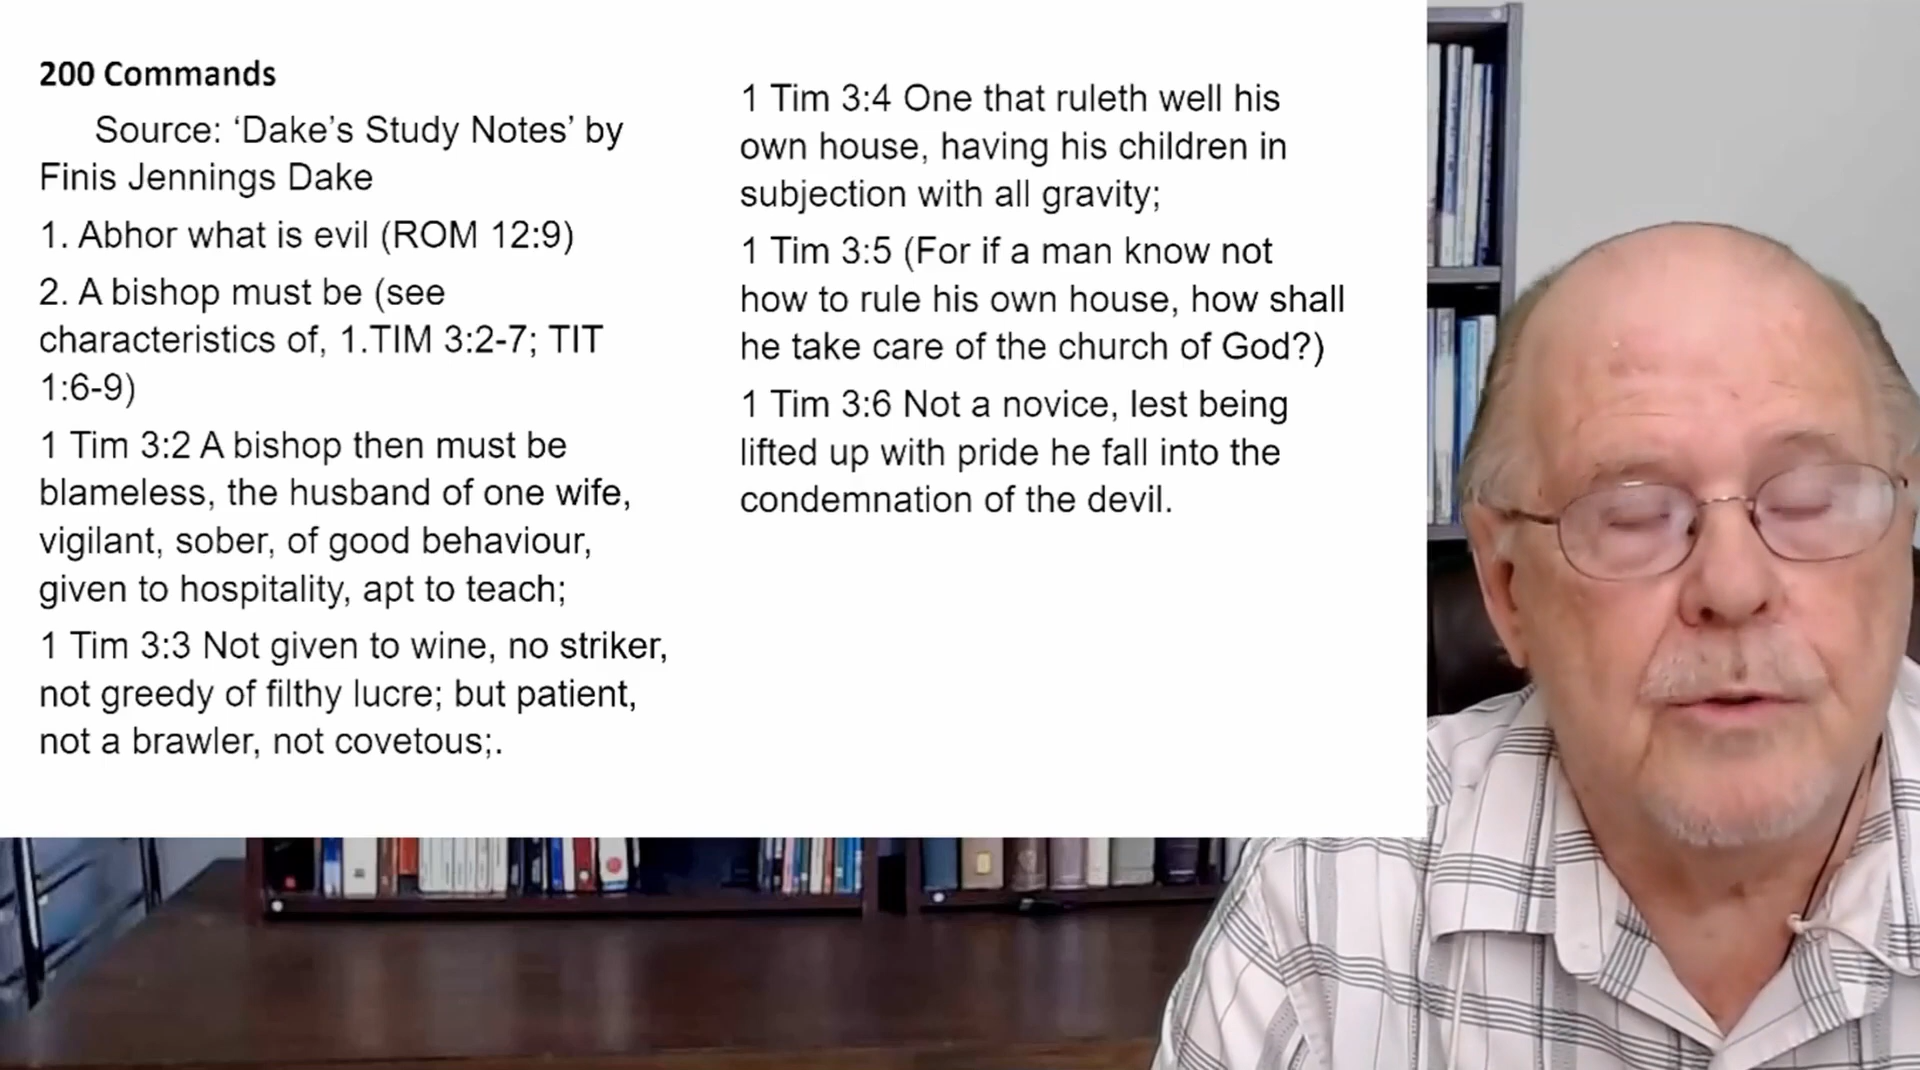 200 Commands
Source: ‘Dake’s Study Notes’ by
Finis Jennings Dake
1. Abhor what is evil (ROM 12:9)
2. A bishop must be (see
characteristics of, 1.TIM 3:2-7; TIT
1:6-9)
1 Tim 3:2 A bishop then must be
blameless, the husband of one wife,
vigilant, sober, of good behaviour,
given to hospitality, apt to teach;
1 Tim 3:3 Not given to wine, no striker,
not greedy of filthy lucre; but patient,
not a brawler, not covetous;.
1 Tim 3:4 One that ruleth well his
own house, having his children in
subjection with all gravity;
1 Tim 3:5 (For if a man know not
how to rule his own house, how shall
he take care of the church of God?)
1 Tim 3:6 Not a novice, lest being
lifted up with pride he fall into the
condemnation of the devil.